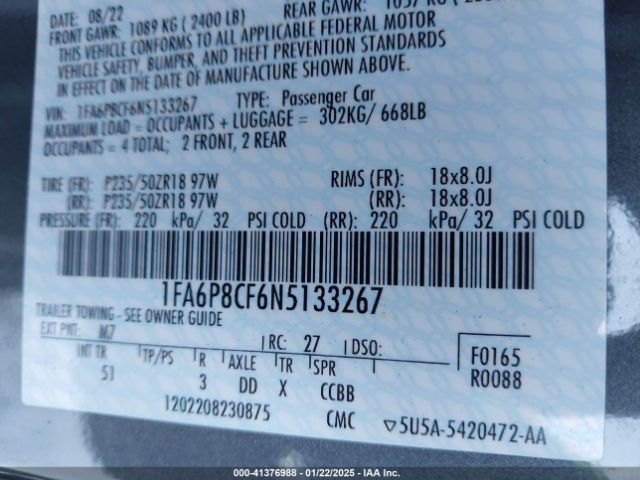 DATE: 08/22
FRONT GAWR: 1089 KG ( 2400 LB) REAR GAWR:
THIS VEHICLE CONFORMS TO ALL APPLICABLE FEDERAL MOTOR
VEHICLE SAFETY, BUMPER, AND THEFT PREVENTION STANDARDS
IN EFFECT ON THE DATE OF MANUFACTURE SHOWN ABOVE.
VIN: 1FA6P8CF6N5133267 TYPE: Passenger Car
MAXIMUM LOAD = OCCUPANTS + LUGGAGE = 302KG/ 668LB
OCCUPANTS = 4 TOTAL; 2 FRONT, 2 REAR
TIRE (FR): P235/50ZR18 97W RIMS (FR): 18x8.0J
(RR): P235/50ZR18 97W (RR): 18x8.0J
PRESSURE (FR): 220 kPa/ 32 PSI COLD (RR): 220 kPa/ 32 PSI COLD
1FA6P8CF6N5133267
TRAILER TOWING - SEE OWNER GUIDE
EXT PNT: M7 RC: 27 DSO: F0165
INT TR TP/PS R AXLE TR SPR R0088
51 3 DD X CCBB
1202208230875 CMC ▽5U5A-5420472-AA
000-41376988 01/22/2025 IAA Inc.